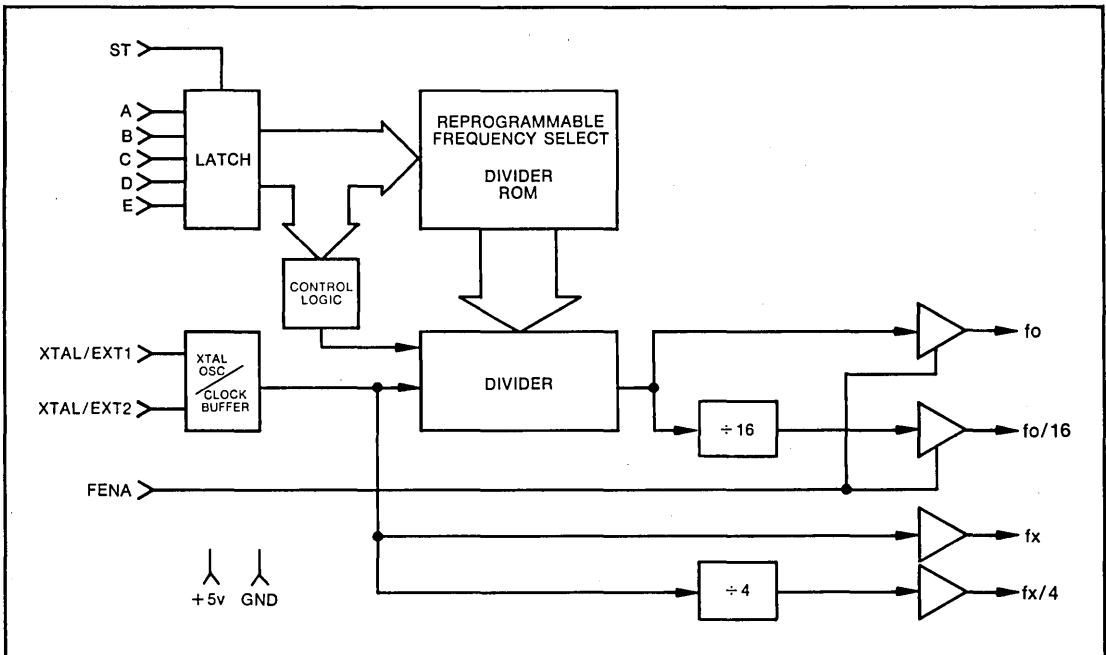 ST
A
B
C
D
E
LATCH
REPROGRAMMABLE
FREQUENCY SELECT
DIVIDER
ROM
CONTROL
LOGIC
XTAL/EXT1
XTAL/EXT2
XTAL
OSC
CLOCK
BUFFER
DIVIDER
fo
÷16
fo/16
FENA
fx
÷4
fx/4
+5v
GND